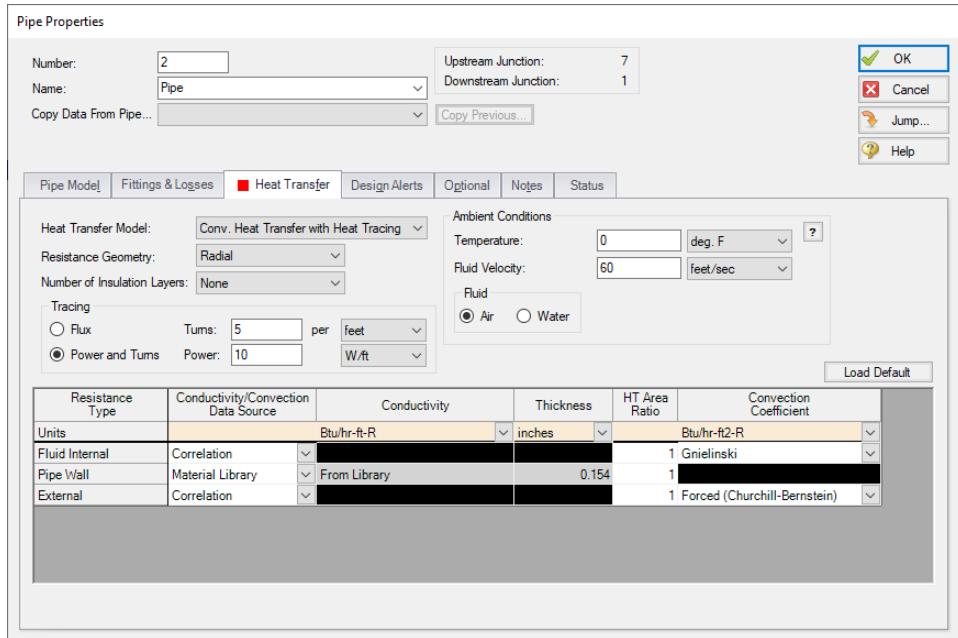 Pipe Properties
Number: 2
Name: Pipe
Copy Data From Pipe...
Copy Previous...
Upstream Junction: 7
Downstream Junction: 1
OK
Cancel
Jump...
Help
Pipe Model Fittings & Losses Heat Transfer Design Alerts Optional Notes Status
Heat Transfer Model: Conv. Heat Transfer with Heat Tracing
Resistance Geometry: Radial
Number of Insulation Layers: None
Tracing
Flux Turns: 5 per feet
Power and Turns Power: 10 W/ft
Ambient Conditions
Temperature: 0 deg. F ?
Fluid Velocity: 60 feet/sec
Fluid
Air Water
Load Default
Resistance Type Conductivity/Convection Data Source Conductivity Thickness HT Area Ratio Convection Coefficient
Units Btu/hr-ft-R inches Btu/hr-ft2-R
Fluid Internal Correlation 1 Gnielinski
Pipe Wall Material Library From Library 0.154 1
External Correlation 1 Forced (Churchill-Bernstein)